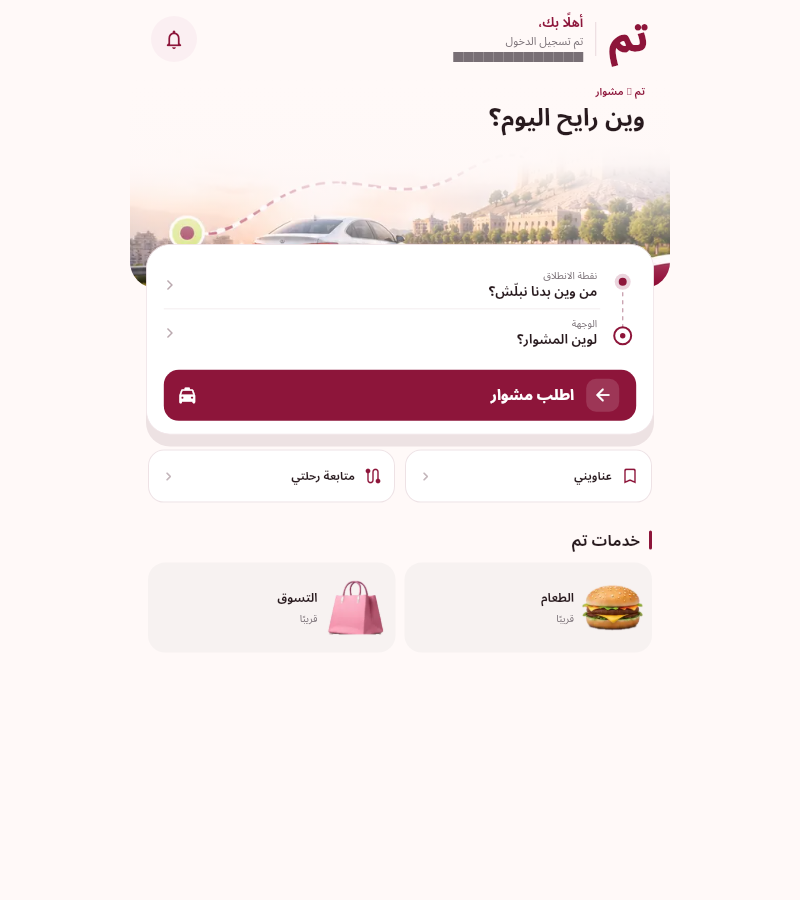 تم
أهلًا بك،
تم تسجيل الدخول
تم مشوار
وين رايح اليوم؟
نقطة الانطلاق
من وين بدنا نبلّش؟
الوجهة
لوين المشوار؟
اطلب مشوار
عناويني
متابعة رحلتي
خدمات تم
الطعام
قريبًا
التسوق
قريبًا